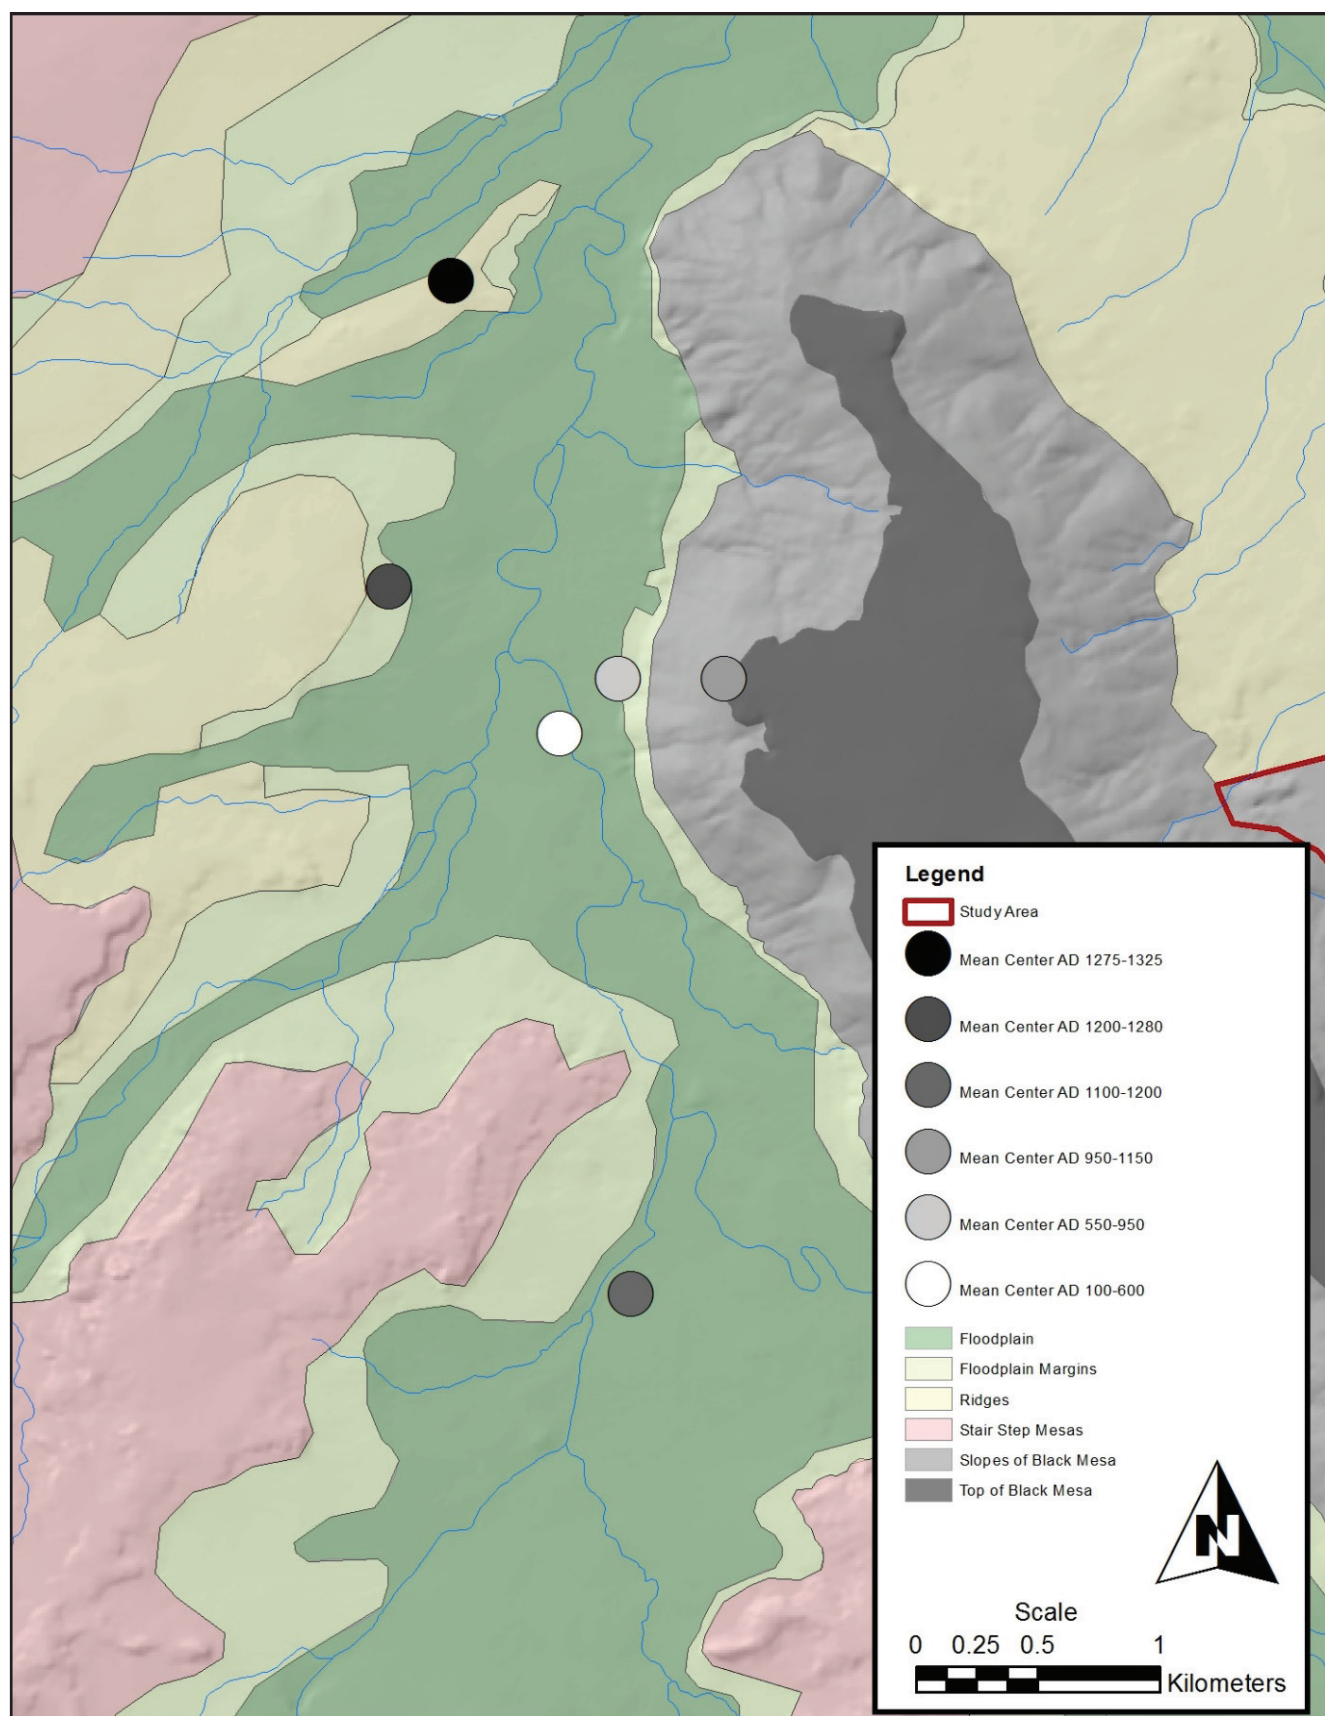 Legend
Study Area
Mean Center AD 1275-1325
Mean Center AD 1200-1280
Mean Center AD 1100-1200
Mean Center AD 950-1150
Mean Center AD 550-950
Mean Center AD 100-600
Floodplain
Floodplain Margins
Ridges
Stair Step Mesas
Slopes of Black Mesa
Top of Black Mesa
N
Scale
0 0.25 0.5 1
Kilometers